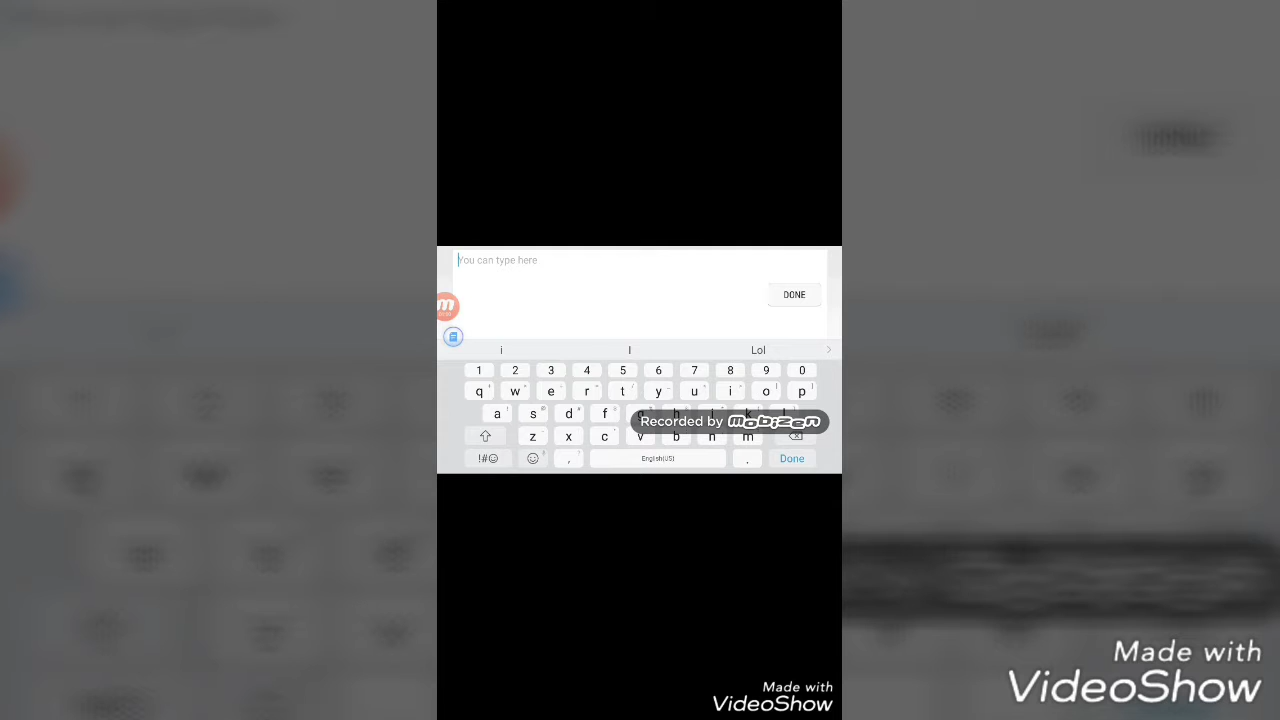 You can type here
DONE
i I Lol
1 2 3 4 5 6 7 8 9 0
q w e r t y u i o p
a s d f
Recorded by mobizen
z x c v b n m
!#☺ , English(US) . Done
Made with
VideoShow
Made with
VideoShow